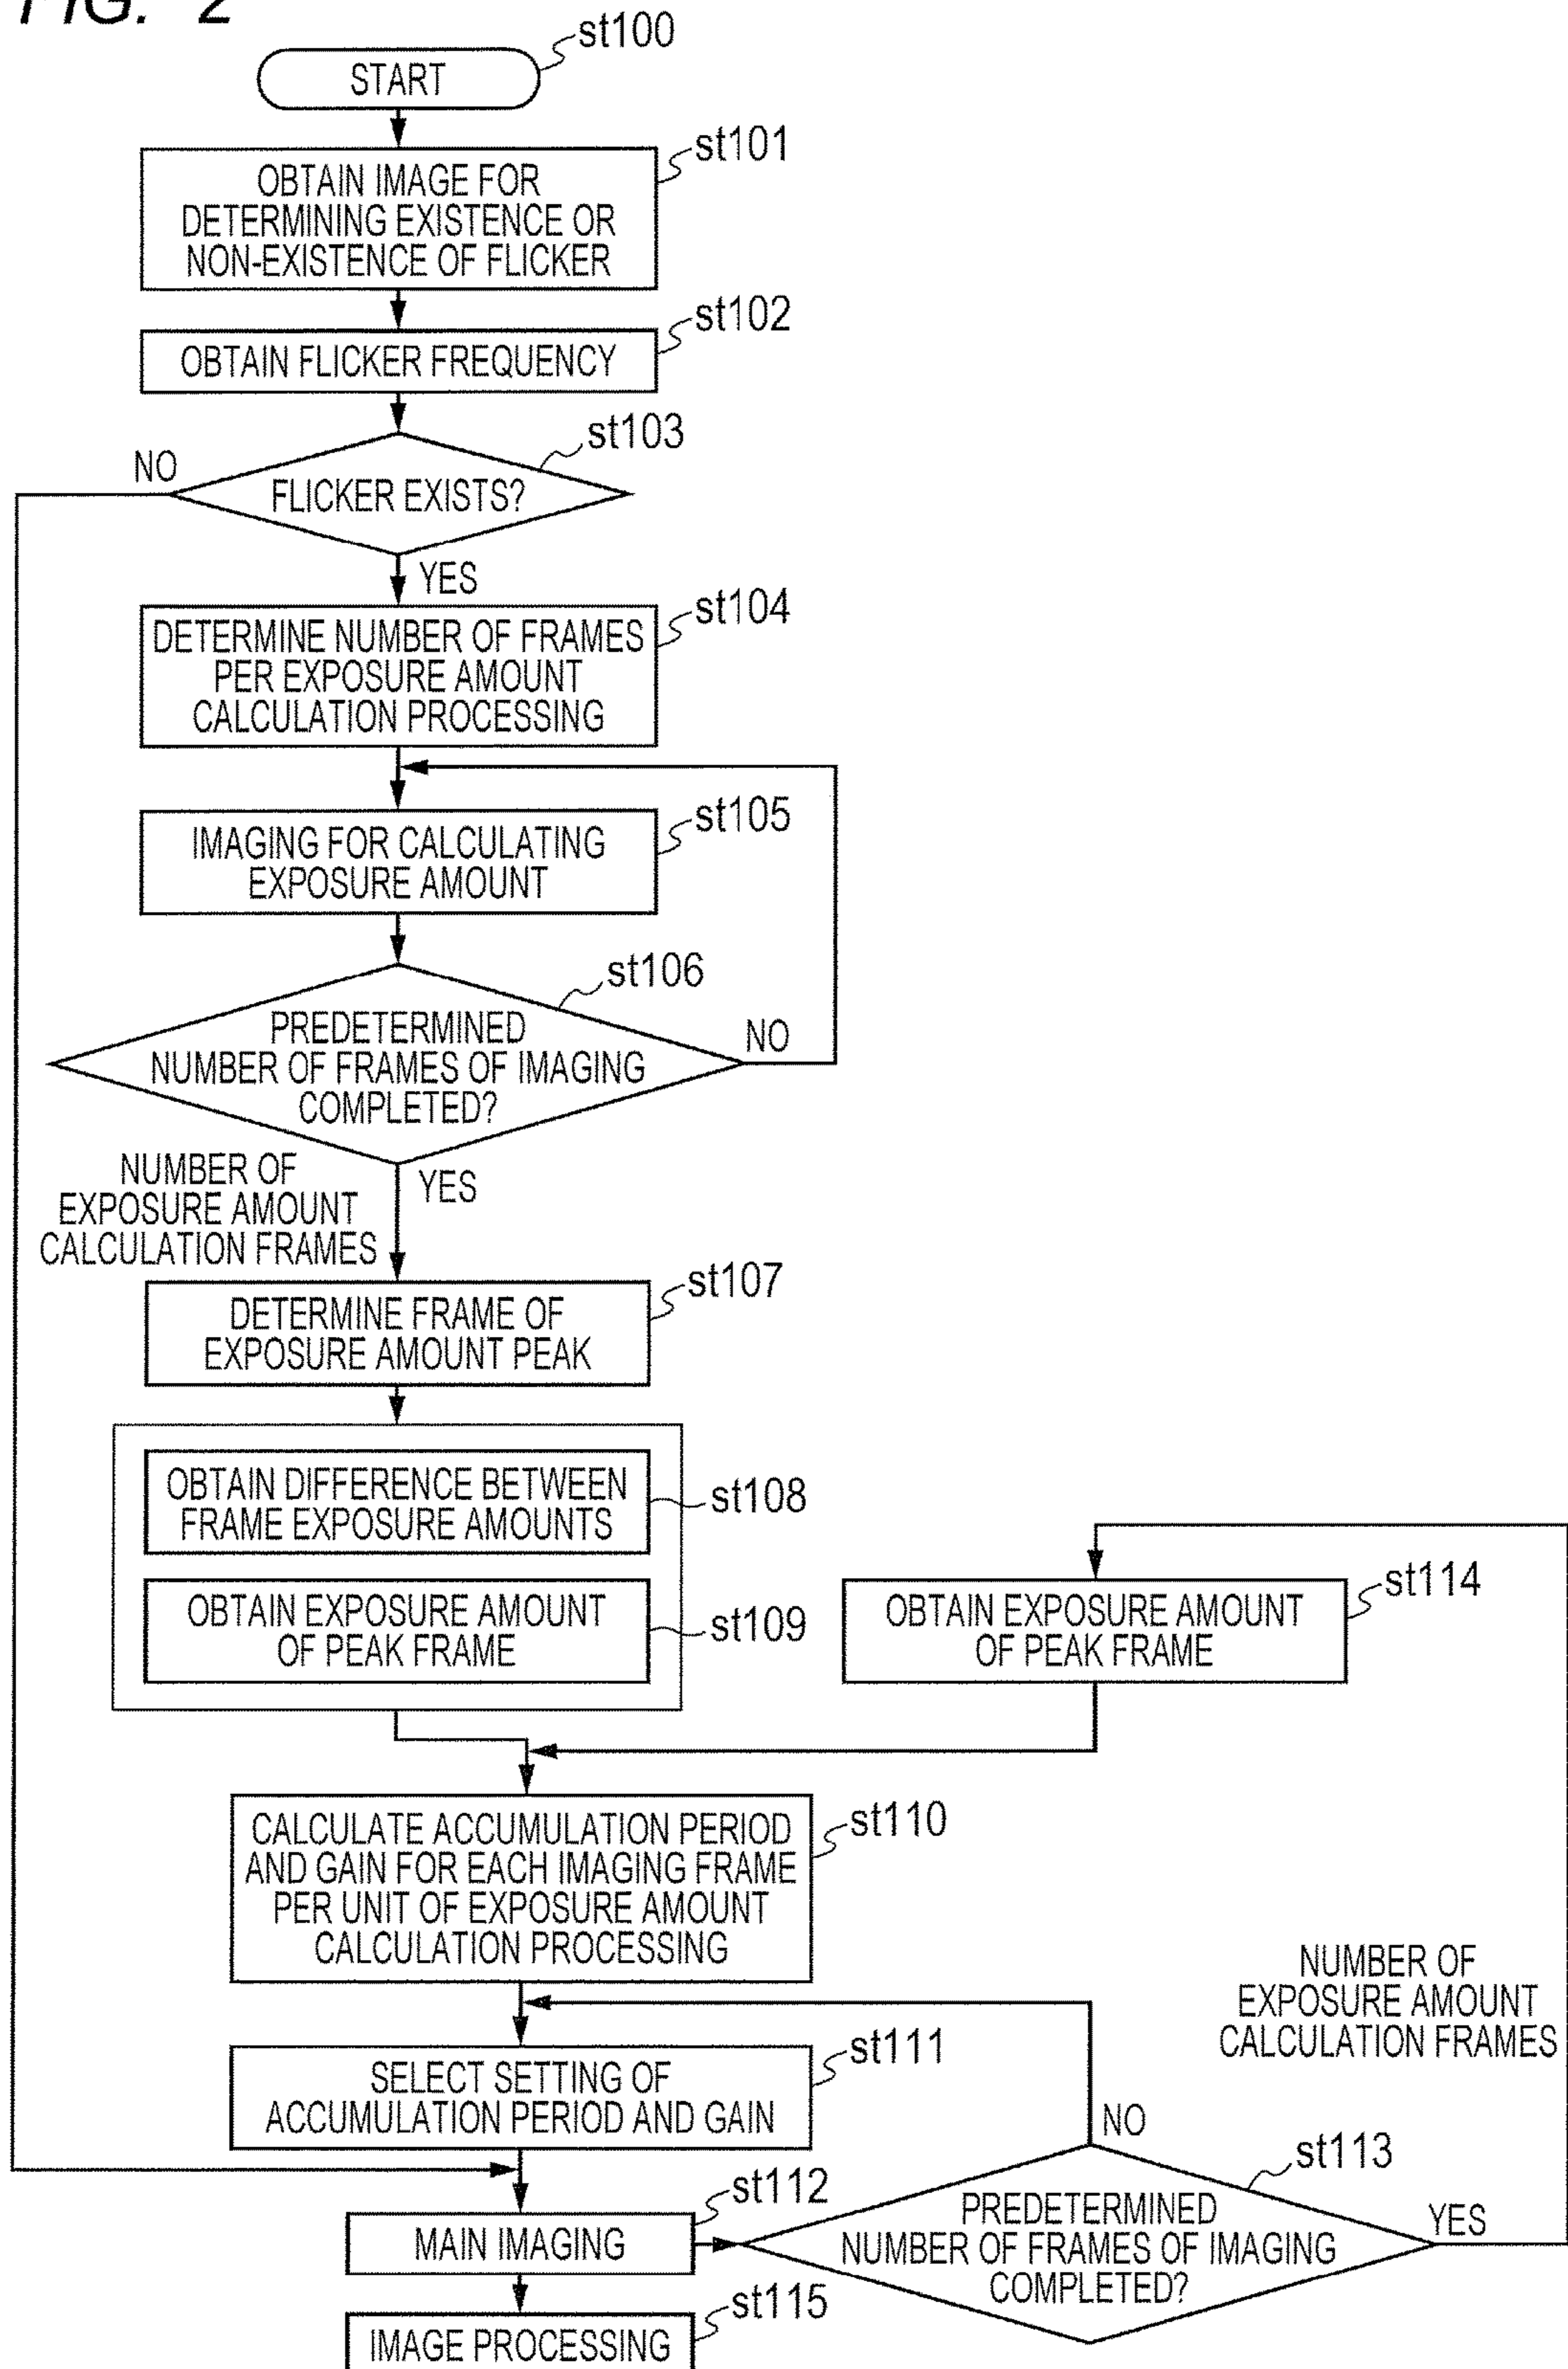 FIG. 2
st100
START
st101
OBTAIN IMAGE FOR
DETERMINING EXISTENCE OR
NON-EXISTENCE OF FLICKER
st102
OBTAIN FLICKER FREQUENCY
st103
NO
FLICKER EXISTS?
YES
st104
DETERMINE NUMBER OF FRAMES
PER EXPOSURE AMOUNT
CALCULATION PROCESSING
st105
IMAGING FOR CALCULATING
EXPOSURE AMOUNT
st106
PREDETERMINED
NUMBER OF FRAMES OF IMAGING
COMPLETED?
NO
YES
NUMBER OF
EXPOSURE AMOUNT
CALCULATION FRAMES
st107
DETERMINE FRAME OF
EXPOSURE AMOUNT PEAK
OBTAIN DIFFERENCE BETWEEN
FRAME EXPOSURE AMOUNTS
st108
OBTAIN EXPOSURE AMOUNT
OF PEAK FRAME
st109
st114
OBTAIN EXPOSURE AMOUNT
OF PEAK FRAME
st110
CALCULATE ACCUMULATION PERIOD
AND GAIN FOR EACH IMAGING FRAME
PER UNIT OF EXPOSURE AMOUNT
CALCULATION PROCESSING
NUMBER OF
EXPOSURE AMOUNT
CALCULATION FRAMES
st111
SELECT SETTING OF
ACCUMULATION PERIOD AND GAIN
NO
st113
st112
MAIN IMAGING
PREDETERMINED
NUMBER OF FRAMES OF IMAGING
COMPLETED?
YES
st115
IMAGE PROCESSING